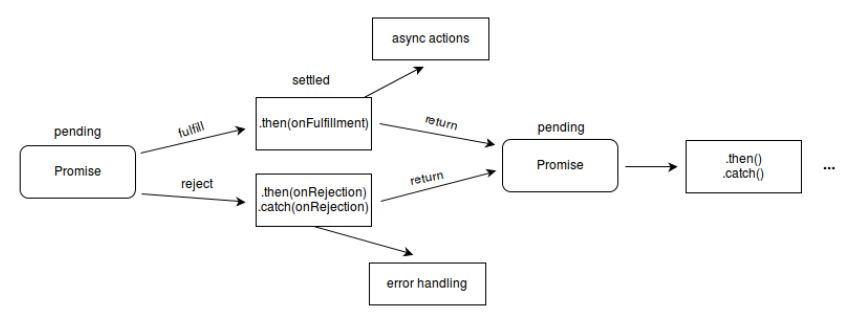 async actions
settled
.then(onFulfillment)
pending
fulfill
return
pending
Promise
Promise
.then()
.catch()
...
reject
.then(onRejection)
.catch(onRejection)
return
error handling